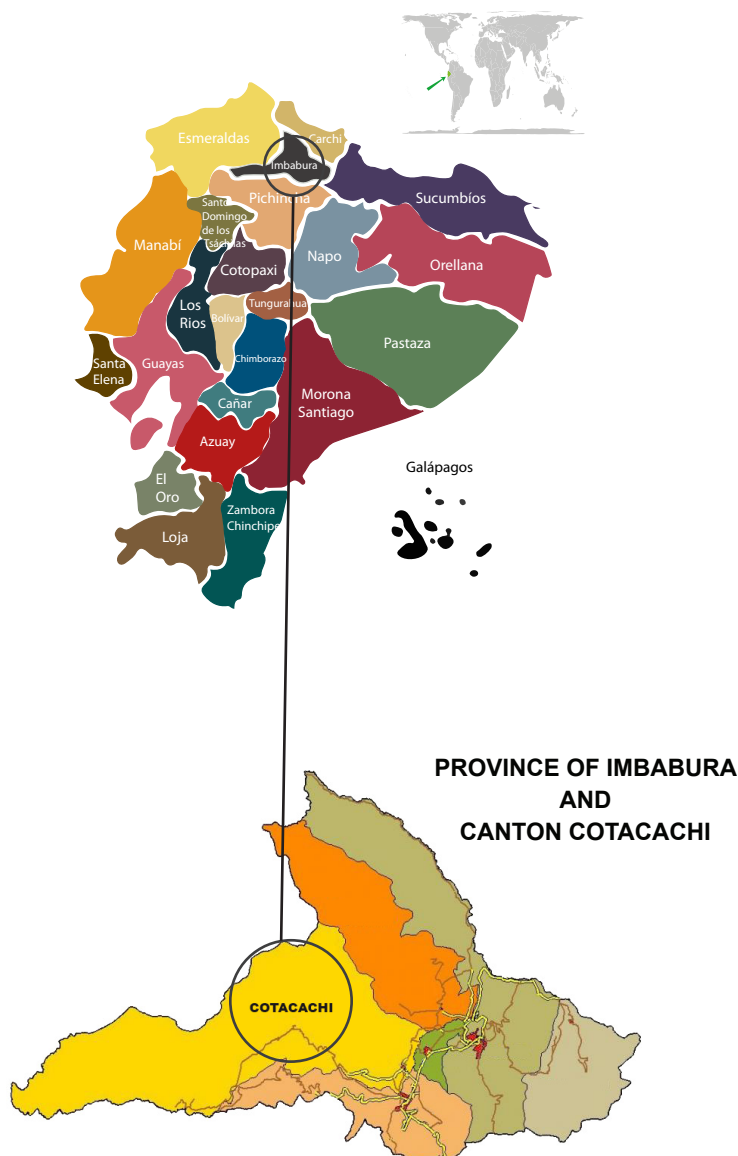 Esmeraldas
Carchi
Imbabura
Sucumbíos
Pichincha
Santo
Domingo
de los
Tsáchilas
Manabí
Napo
Orellana
Cotopaxi
Los
Rios
Bolívar
Tungurahua
Pastaza
Santa
Elena
Guayas
Chimborazo
Morona
Santiago
Cañar
Azuay
Galápagos
El
Oro
Zambora
Chinchipe
Loja
PROVINCE OF IMBABURA
AND
CANTON COTACACHI
COTACACHI